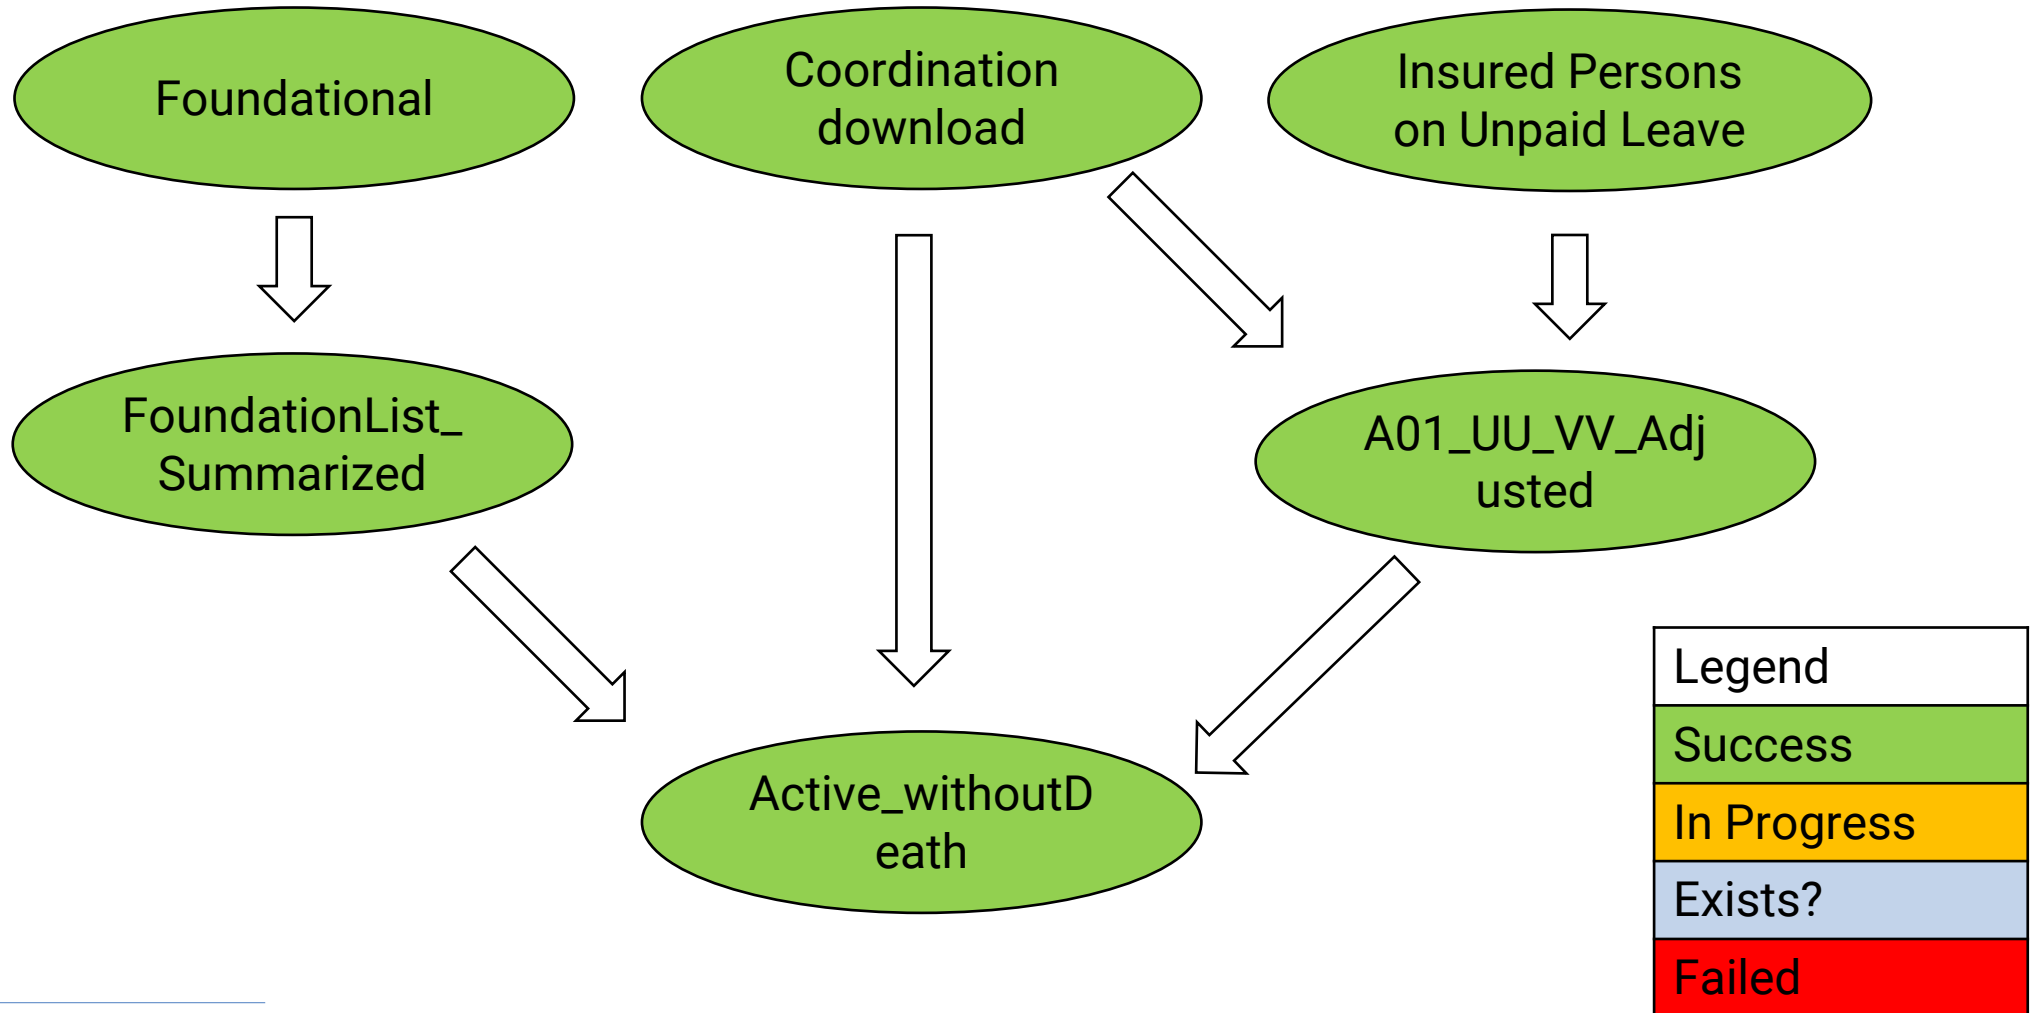 Foundational
Coordination
download
Insured Persons
on Unpaid Leave
FoundationList_
Summarized
A01_UU_VV_Adj
usted
Active_withoutD
eath
Legend
Success
In Progress
Exists?
Failed